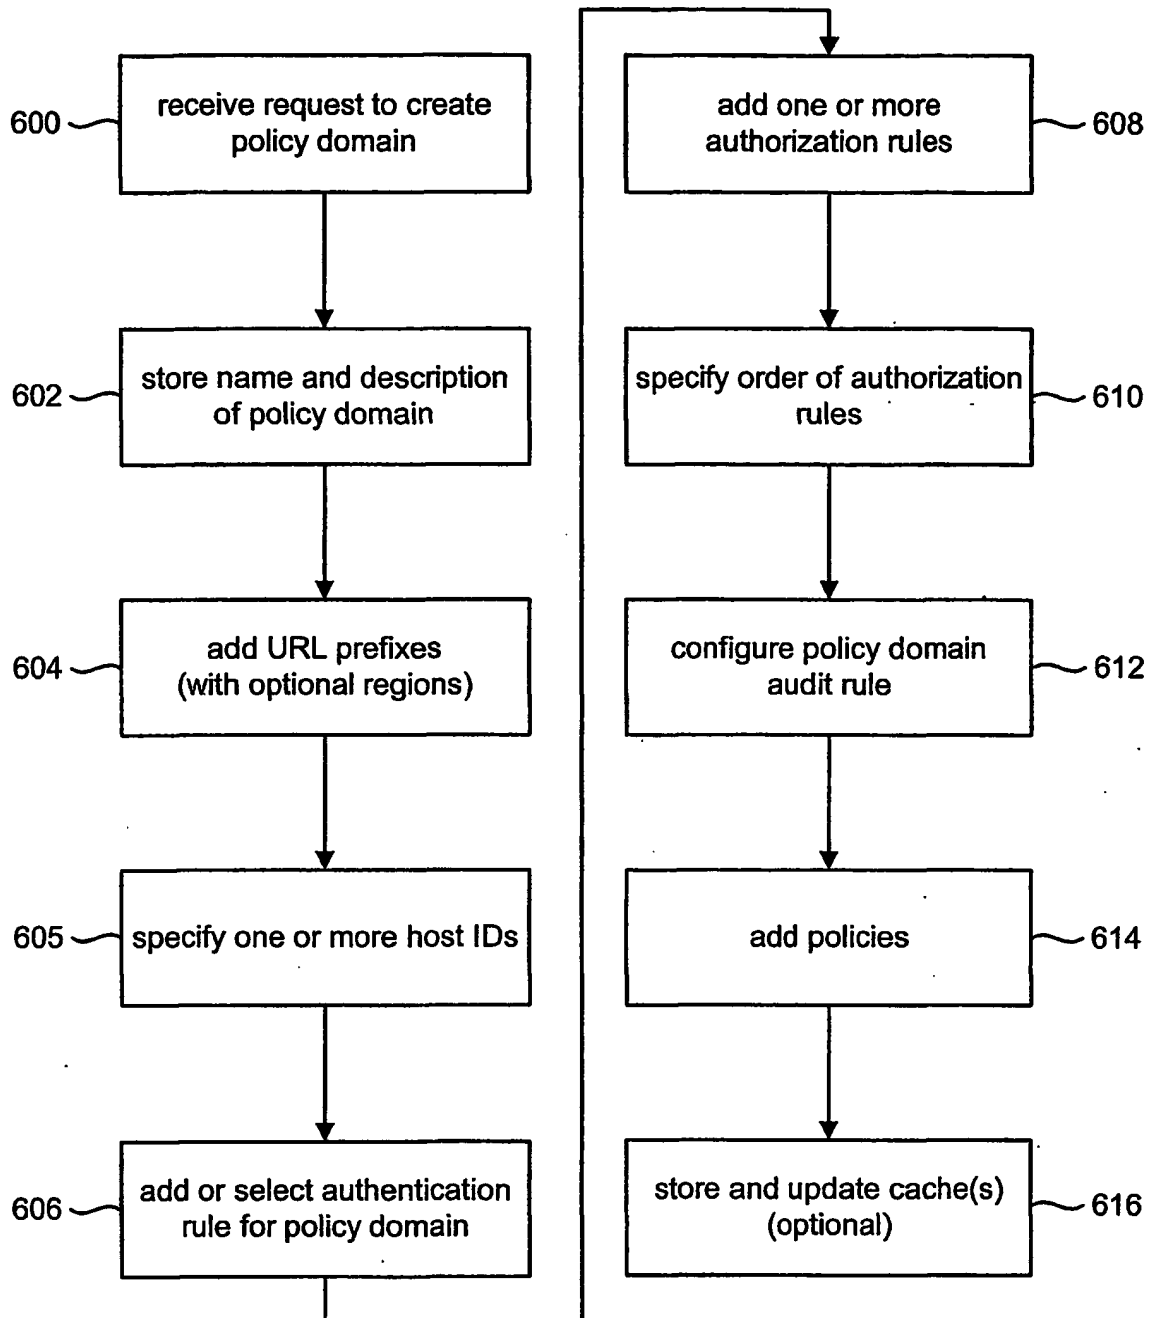 600
receive request to create
policy domain
602
store name and description
of policy domain
604
add URL prefixes
(with optional regions)
605
specify one or more host IDs
606
add or select authentication
rule for policy domain
add one or more
authorization rules
608
specify order of authorization
rules
610
configure policy domain
audit rule
612
add policies
614
store and update cache(s)
(optional)
616